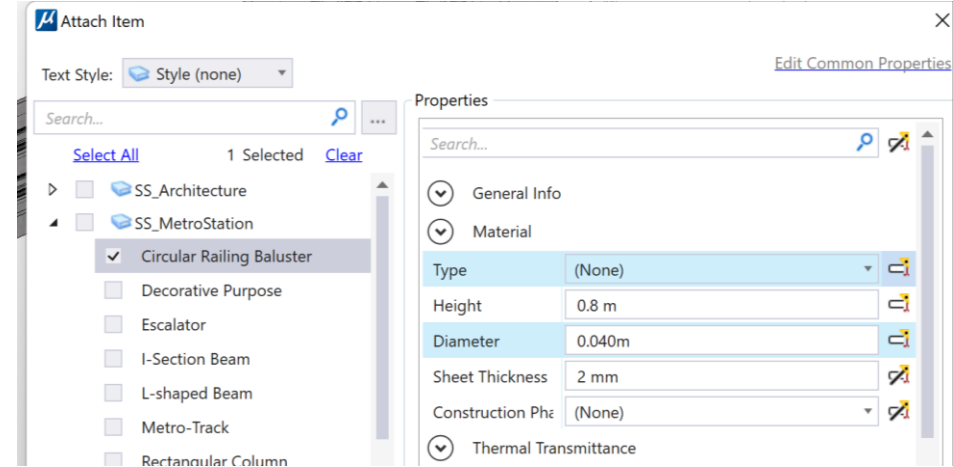 Attach Item
Text Style: Style (none)
Edit Common Properties
Search...
...
Select All 1 Selected Clear
SS_Architecture
SS_MetroStation
Circular Railing Baluster
Decorative Purpose
Escalator
I-Section Beam
L-shaped Beam
Metro-Track
Rectangular Column
Properties
Search...
General Info
Material
Type (None)
Height 0.8 m
Diameter 0.040m
Sheet Thickness 2 mm
Construction Pha (None)
Thermal Transmittance